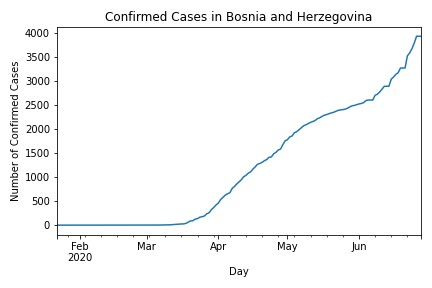 Confirmed Cases in Bosnia and Herzegovina
Number of Confirmed Cases
4000
3500
3000
2500
2000
1500
1000
500
0
Feb
2020
Mar
Apr
May
Jun
Day